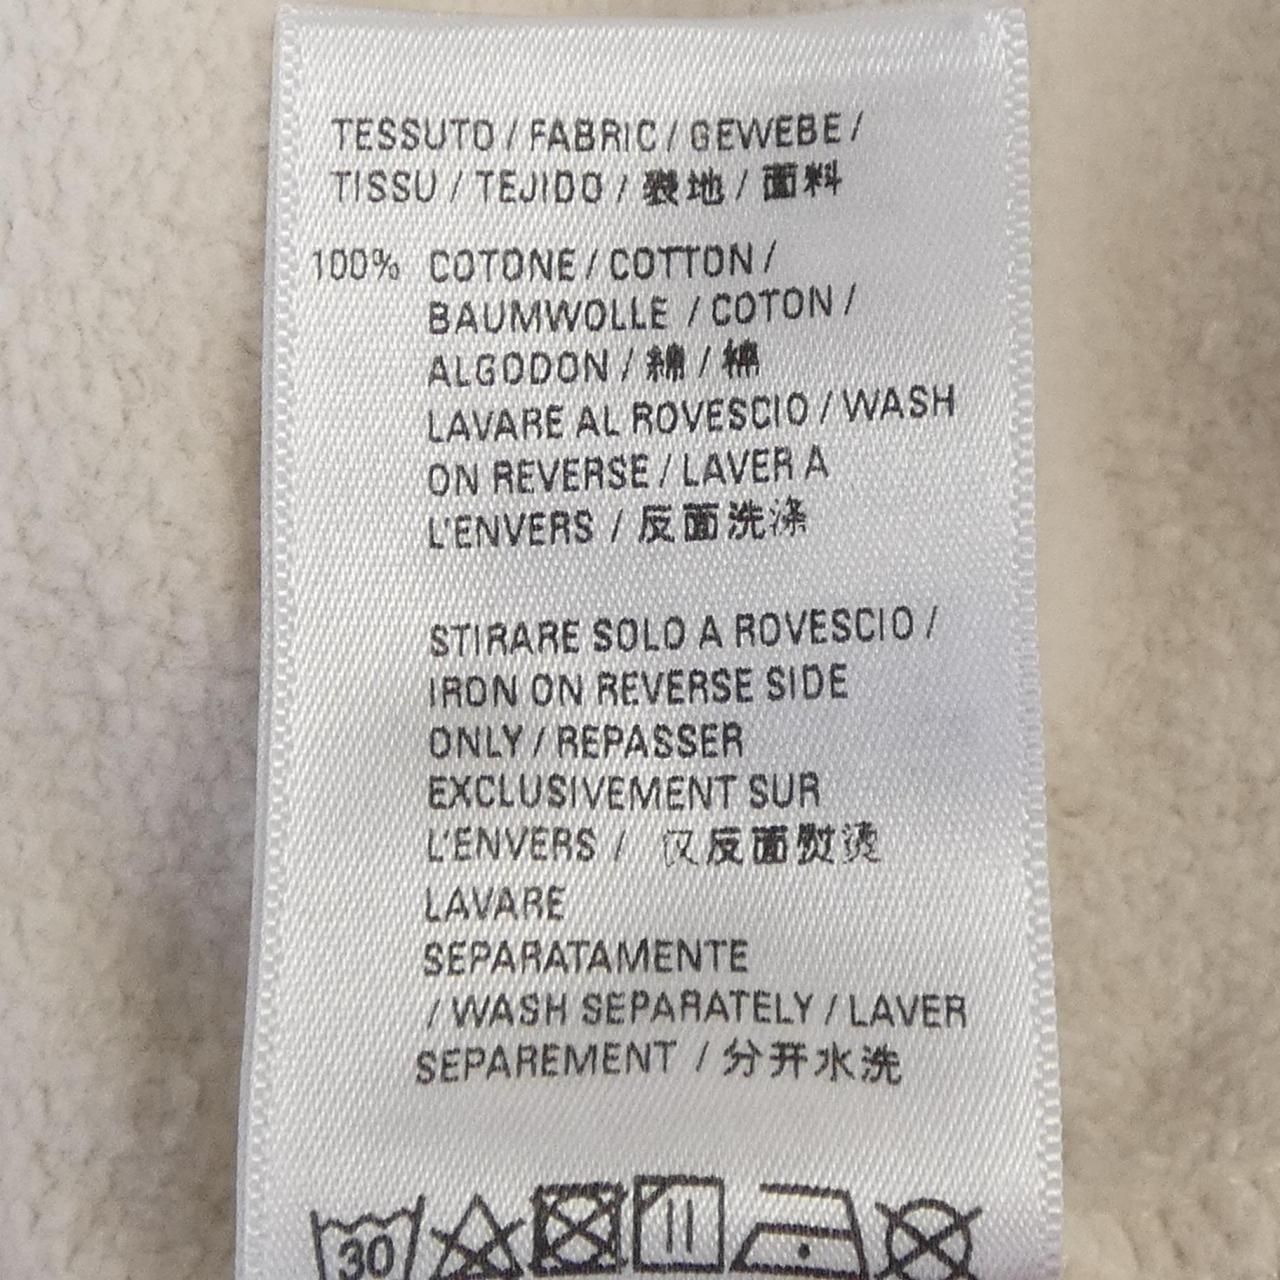 TESSUTO / FABRIC / GEWEBE /
TISSU / TEJIDO / 表地 / 面料
100% COTONE / COTTON /
BAUMWOLLE / COTON /
ALGODON / 綿 / 棉
LAVARE AL ROVESCIO / WASH
ON REVERSE / LAVER A
L'ENVERS / 反面洗涤
STIRARE SOLO A ROVESCIO /
IRON ON REVERSE SIDE
ONLY / REPASSER
EXCLUSIVEMENT SUR
L'ENVERS / 仅反面熨烫
LAVARE
SEPARATAMENTE
/ WASH SEPARATELY / LAVER
SEPAREMENT / 分开水洗
30